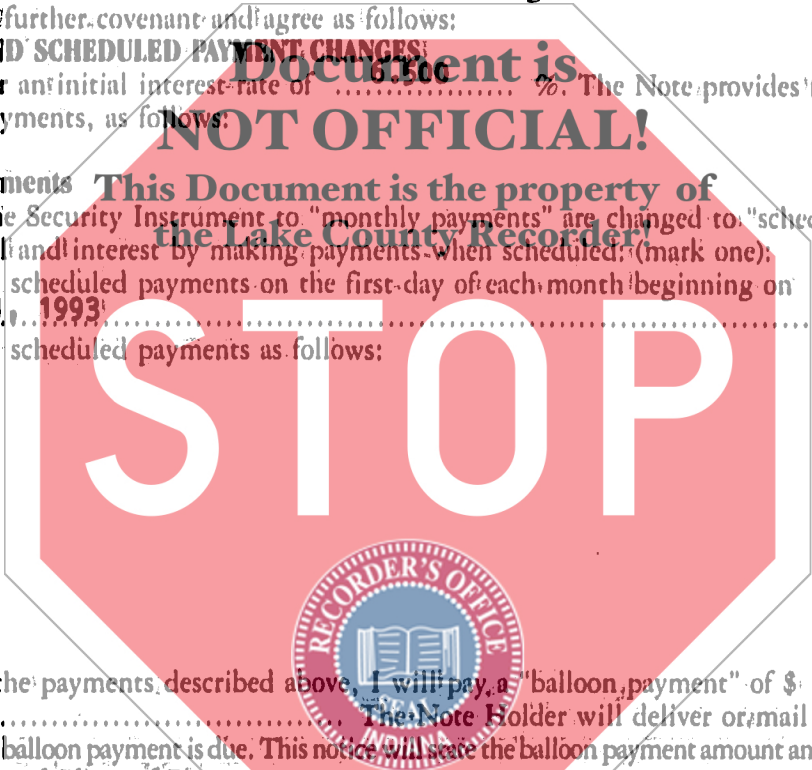 further covenant and agree as follows:
D SCHEDULED PAYMENT CHANGES
Document is
r an initial interest rate of ..................... %. The Note provides
6.500
yments, as follows:
NOT OFFICIAL!
ments
This Document is the property of
e Security Instrument to "monthly payments" are changed to "sched
the Lake County Recorder!
l and interest by making payments when scheduled: (mark one):
scheduled payments on the first day of each month beginning on
, 1993
scheduled payments as follows:
STOP
RECORDER'S OFFICE
he payments described above, I will pay a "balloon payment" of $
The Note Holder will deliver or mail
SEAL
INDIANA
balloon payment is due. This notice will state the balloon payment amount an